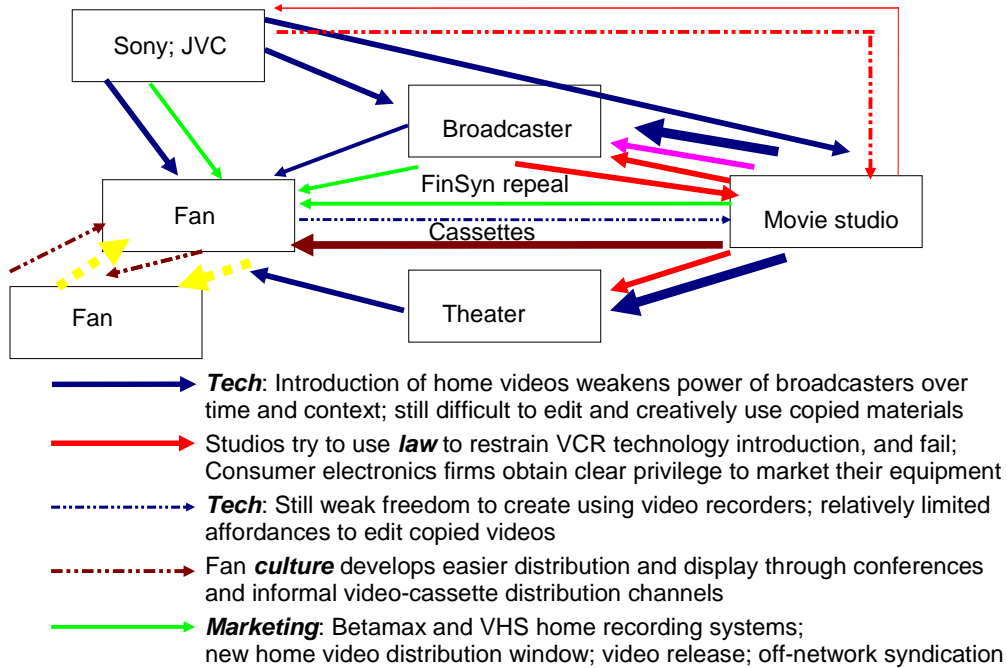 Sony; JVC
Broadcaster
FinSyn repeal
Fan
Movie studio
Cassettes
Fan
Theater
Tech: Introduction of home videos weakens power of broadcasters over
time and context; still difficult to edit and creatively use copied materials
Studios try to use law to restrain VCR technology introduction, and fail;
Consumer electronics firms obtain clear privilege to market their equipment
Tech: Still weak freedom to create using video recorders; relatively limited
affordances to edit copied videos
Fan culture develops easier distribution and display through conferences
and informal video-cassette distribution channels
Marketing: Betamax and VHS home recording systems;
new home video distribution window; video release; off-network syndication